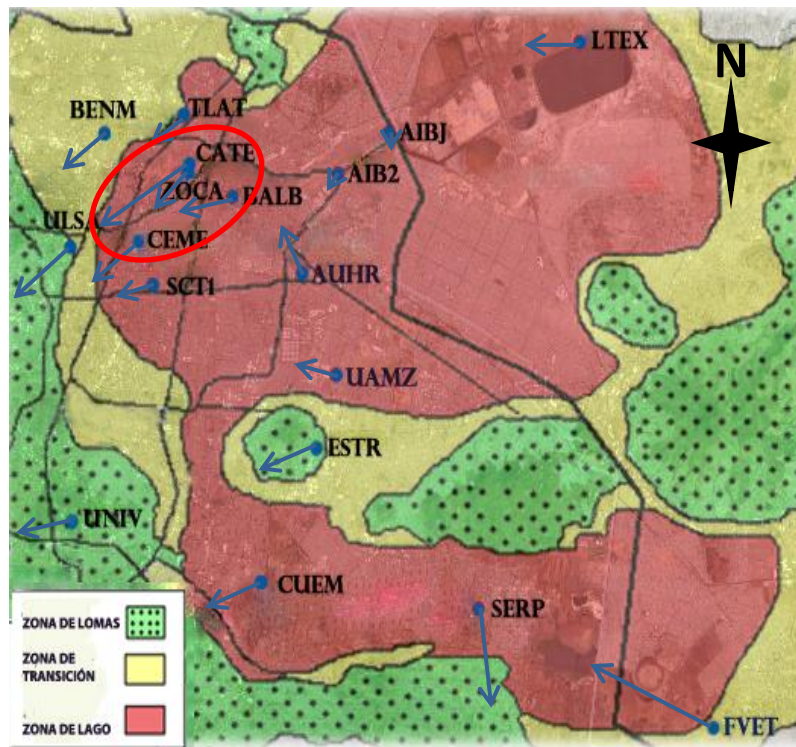 LTEX
N
BENM
TLAT
AIBJ
CATE
AIB2
ZOCA
BALB
ULSA
CEME
AUHR
SCT1
UAMZ
ESTR
UNIV
CUEM
SERP
ZONA DE LOMAS
ZONA DE
TRANSICIÓN
ZONA DE LAGO
FVET